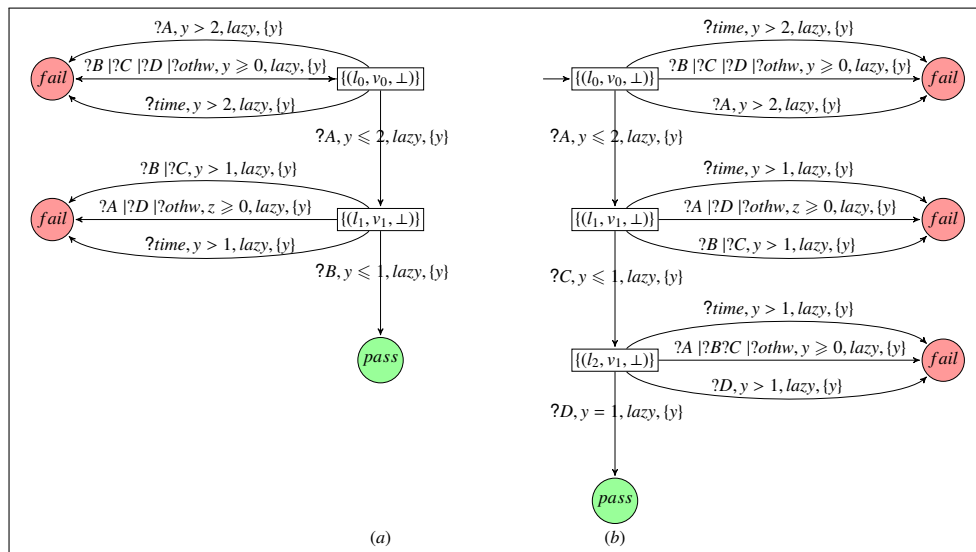 ?A, y > 2, lazy, {y}
?B |?C |?D |?othw, y ⩾ 0, lazy, {y}
fail
{(l₀, v₀, ⊥)}
?time, y > 2, lazy, {y}
?A, y ⩽ 2, lazy, {y}
?B |?C, y > 1, lazy, {y}
?A |?D |?othw, z ⩾ 0, lazy, {y}
fail
{(l₁, v₁, ⊥)}
?time, y > 1, lazy, {y}
?B, y ⩽ 1, lazy, {y}
pass
(a)
?time, y > 2, lazy, {y}
?B |?C |?D |?othw, y ⩾ 0, lazy, {y}
{(l₀, v₀, ⊥)}
fail
?A, y > 2, lazy, {y}
?A, y ⩽ 2, lazy, {y}
?time, y > 1, lazy, {y}
?A |?D |?othw, z ⩾ 0, lazy, {y}
{(l₁, v₁, ⊥)}
fail
?B |?C, y > 1, lazy, {y}
?C, y ⩽ 1, lazy, {y}
?time, y > 1, lazy, {y}
?A |?B?C |?othw, y ⩾ 0, lazy, {y}
{(l₂, v₁, ⊥)}
fail
?D, y > 1, lazy, {y}
?D, y = 1, lazy, {y}
pass
(b)